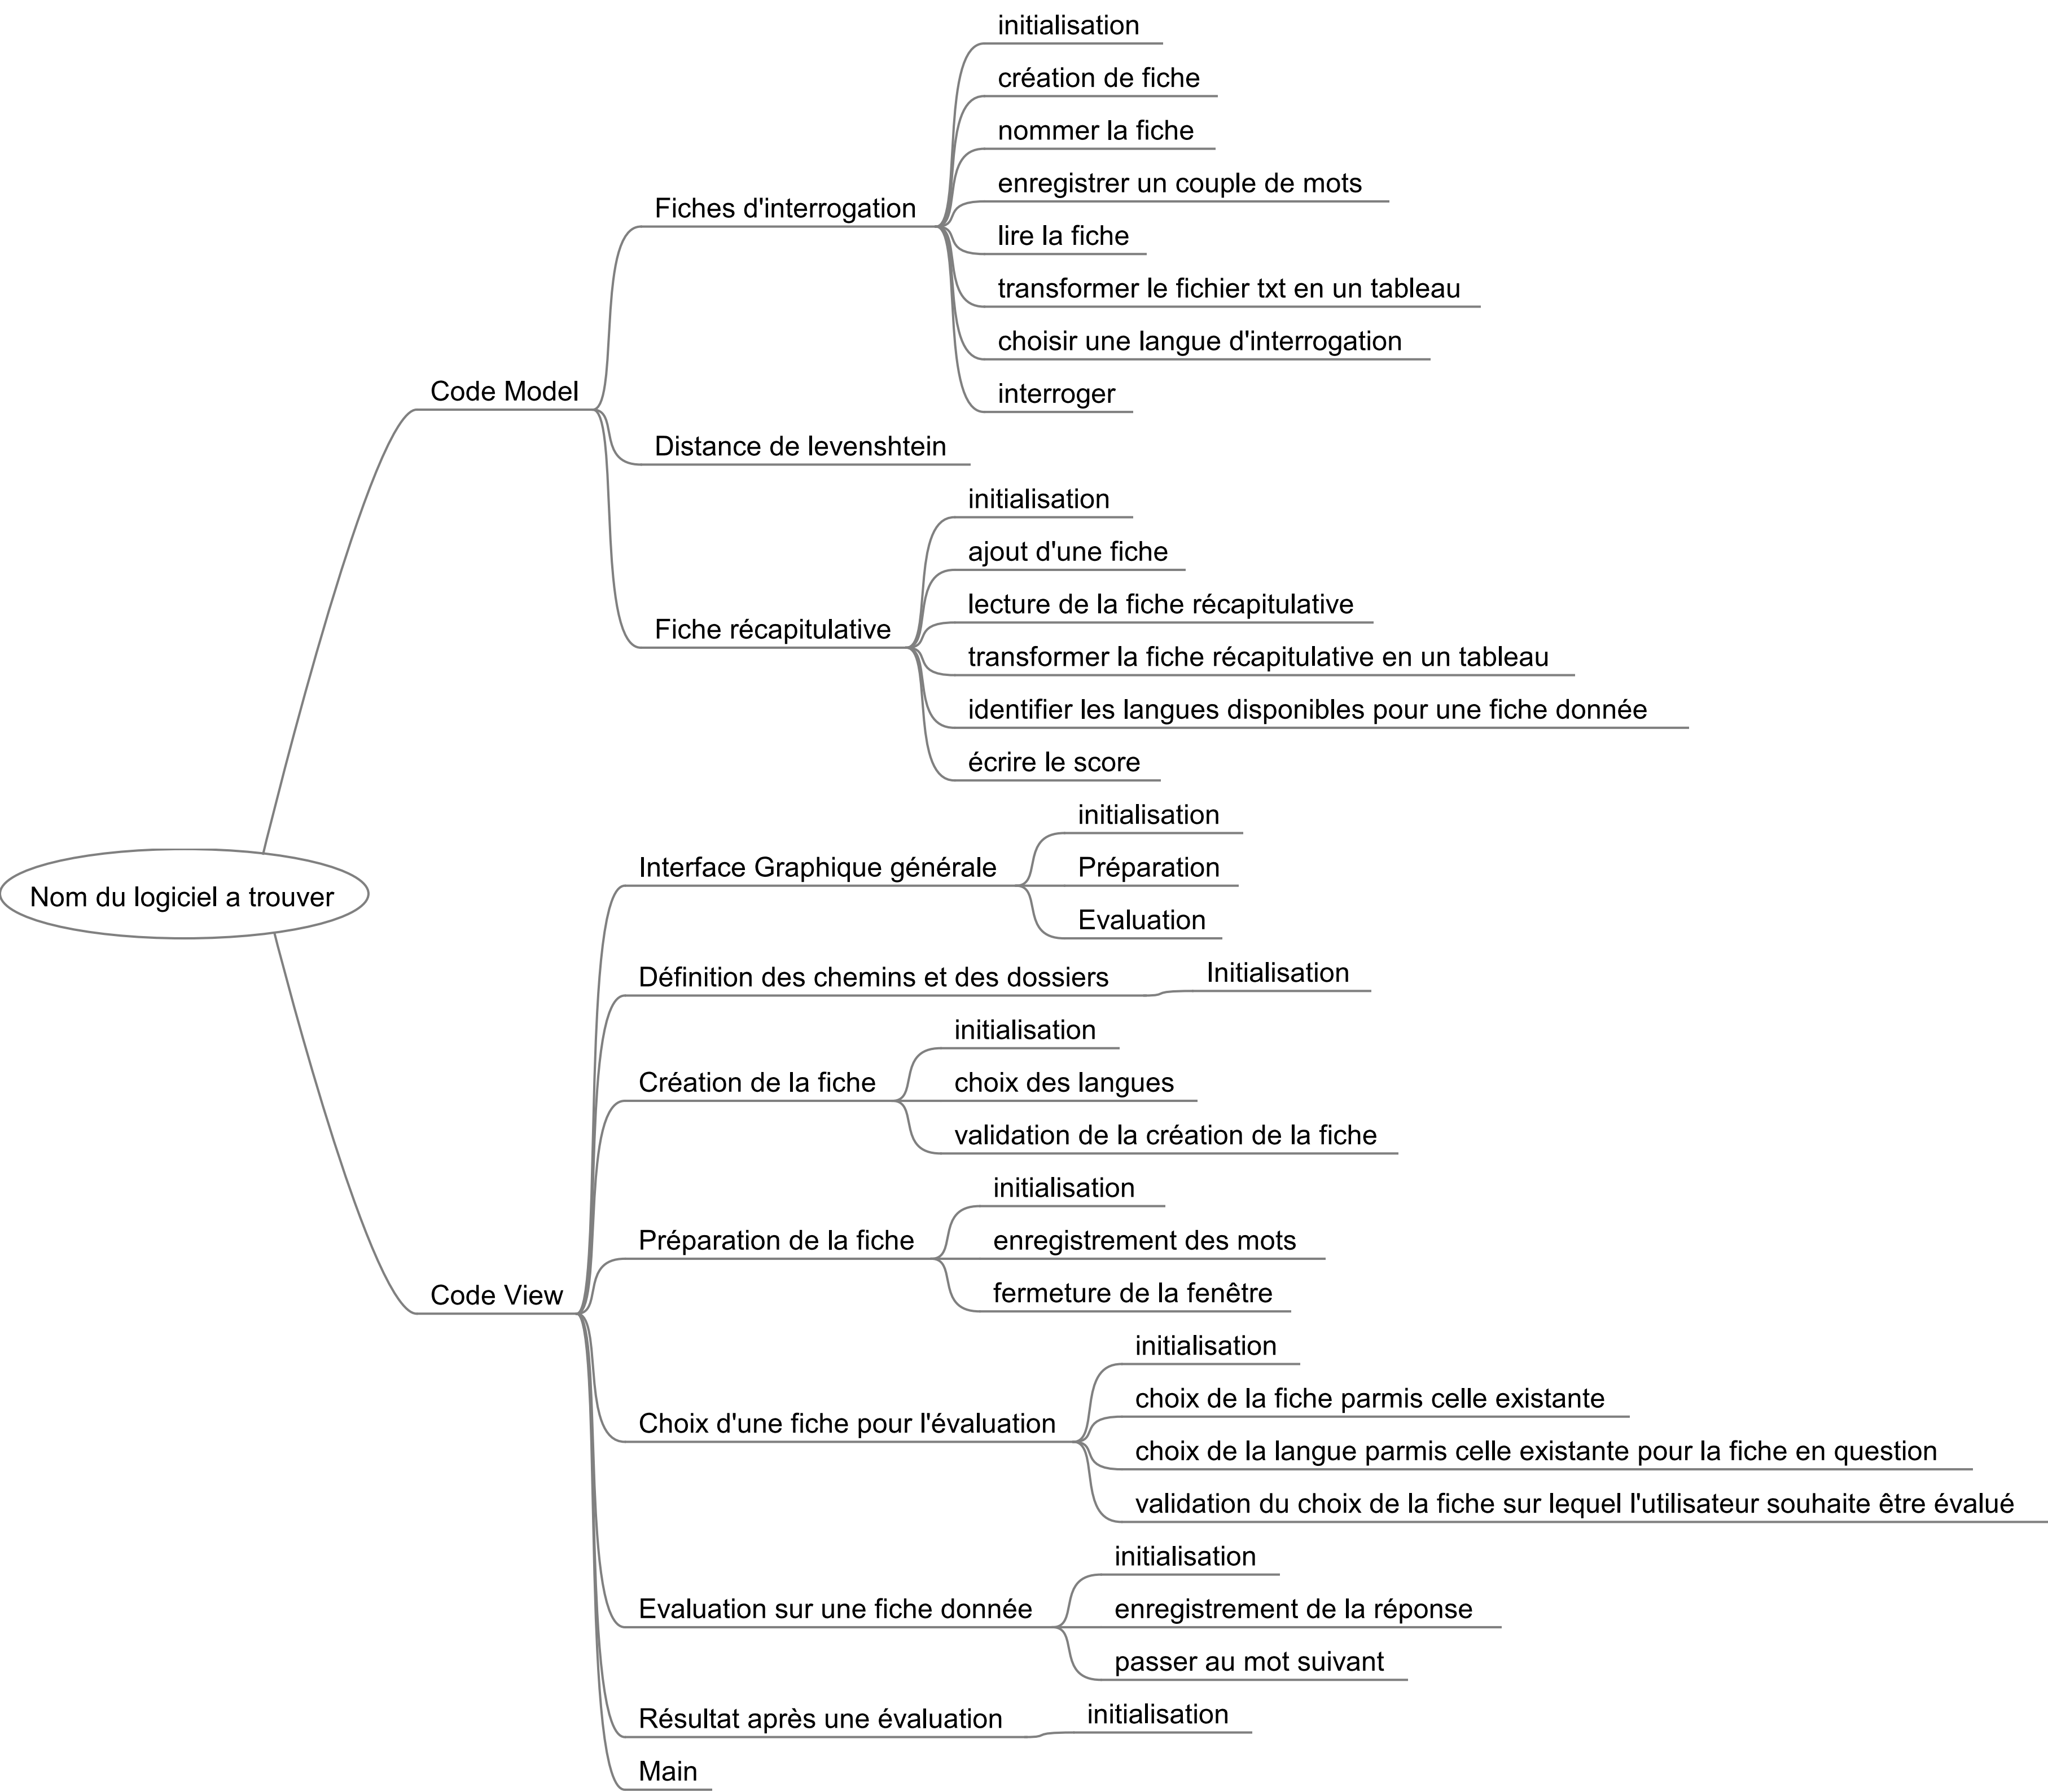 Nom du logiciel a trouver
Code Model
Fiches d'interrogation
initialisation
création de fiche
nommer la fiche
enregistrer un couple de mots
lire la fiche
transformer le fichier txt en un tableau
choisir une langue d'interrogation
interroger
Distance de levenshtein
Fiche récapitulative
initialisation
ajout d'une fiche
lecture de la fiche récapitulative
transformer la fiche récapitulative en un tableau
identifier les langues disponibles pour une fiche donnée
écrire le score
Code View
Interface Graphique générale
initialisation
Préparation
Evaluation
Définition des chemins et des dossiers
Initialisation
Création de la fiche
initialisation
choix des langues
validation de la création de la fiche
Préparation de la fiche
initialisation
enregistrement des mots
fermeture de la fenêtre
Choix d'une fiche pour l'évaluation
initialisation
choix de la fiche parmis celle existante
choix de la langue parmis celle existante pour la fiche en question
validation du choix de la fiche sur lequel l'utilisateur souhaite être évalué
Evaluation sur une fiche donnée
initialisation
enregistrement de la réponse
passer au mot suivant
Résultat après une évaluation
initialisation
Main